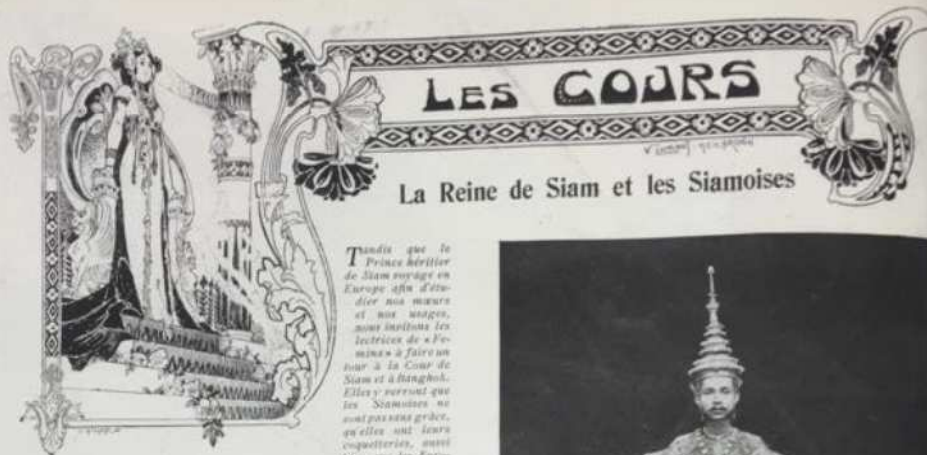 LES COURS
La Reine de Siam et les Siamoises
Tandis que le
Prince héritier
de Siam voyage en
Europe afin d'étu-
dier nos mœurs
et nos usages,
nous invitons les
lectrices de « Fe-
mina » à faire un
tour à la Cour de
Siam et à Bangkok.
Elles y verront que
les Siamoises ne
sont pas sans grâce,
qu'elles ont leurs
coquetteries, aussi